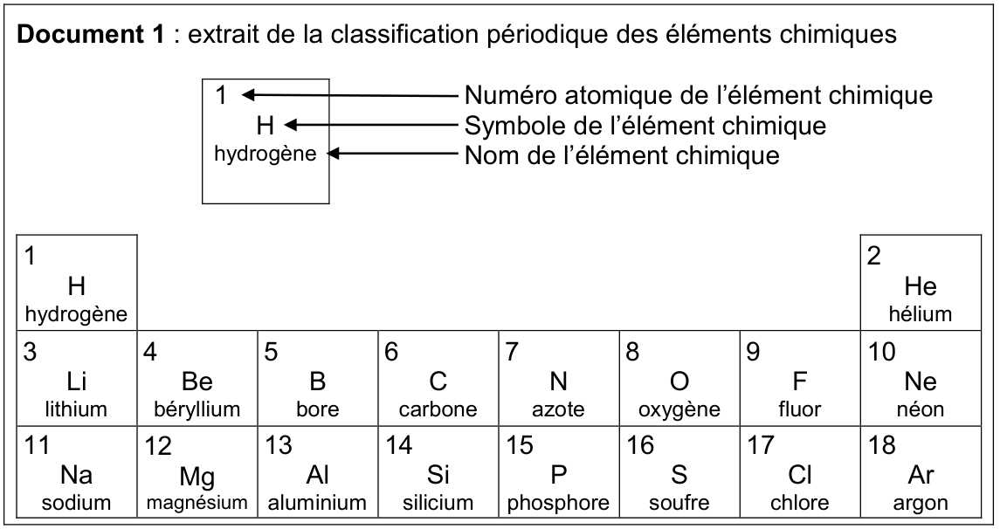 Document 1 : extrait de la classification périodique des éléments chimiques
1 Numéro atomique de l'élément chimique
H Symbole de l'élément chimique
hydrogène Nom de l'élément chimique
1 2
H He
hydrogène hélium
3 4 5 6 7 8 9 10
Li Be B C N O F Ne
lithium béryllium bore carbone azote oxygène fluor néon
11 12 13 14 15 16 17 18
Na Mg Al Si P S Cl Ar
sodium magnésium aluminium silicium phosphore soufre chlore argon